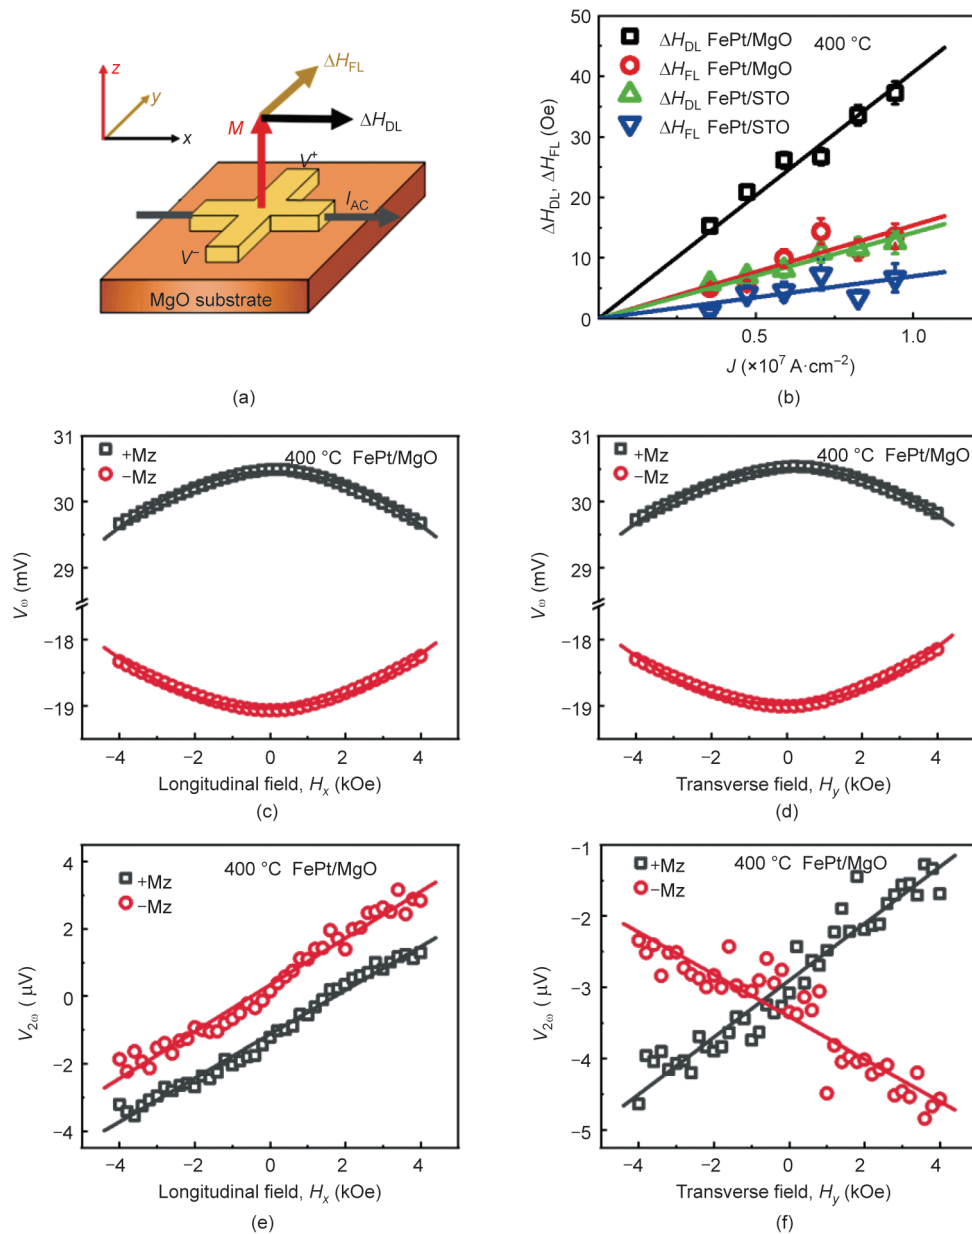 z
y
x
M
ΔH_FL
ΔH_DL
V⁺
I_AC
V⁻
MgO substrate
(a)
50
40
30
20
10
0
ΔH_DL, ΔH_FL (Oe)
ΔH_DL FePt/MgO
ΔH_FL FePt/MgO
ΔH_DL FePt/STO
ΔH_FL FePt/STO
400 °C
0.5
1.0
J (×10⁷ A·cm⁻²)
(b)
31
30
29
−18
−19
V_ω (mV)
+Mz
−Mz
400 °C FePt/MgO
−4
−2
0
2
4
Longitudinal field, H_x (kOe)
(c)
31
30
29
−18
−19
V_ω (mV)
+Mz
−Mz
400 °C FePt/MgO
−4
−2
0
2
4
Transverse field, H_y (kOe)
(d)
4
2
0
−2
−4
V_2ω (μV)
+Mz
−Mz
400 °C FePt/MgO
−4
−2
0
2
4
Longitudinal field, H_x (kOe)
(e)
−1
−2
−3
−4
−5
V_2ω (μV)
+Mz
−Mz
400 °C FePt/MgO
−4
−2
0
2
4
Transverse field, H_y (kOe)
(f)